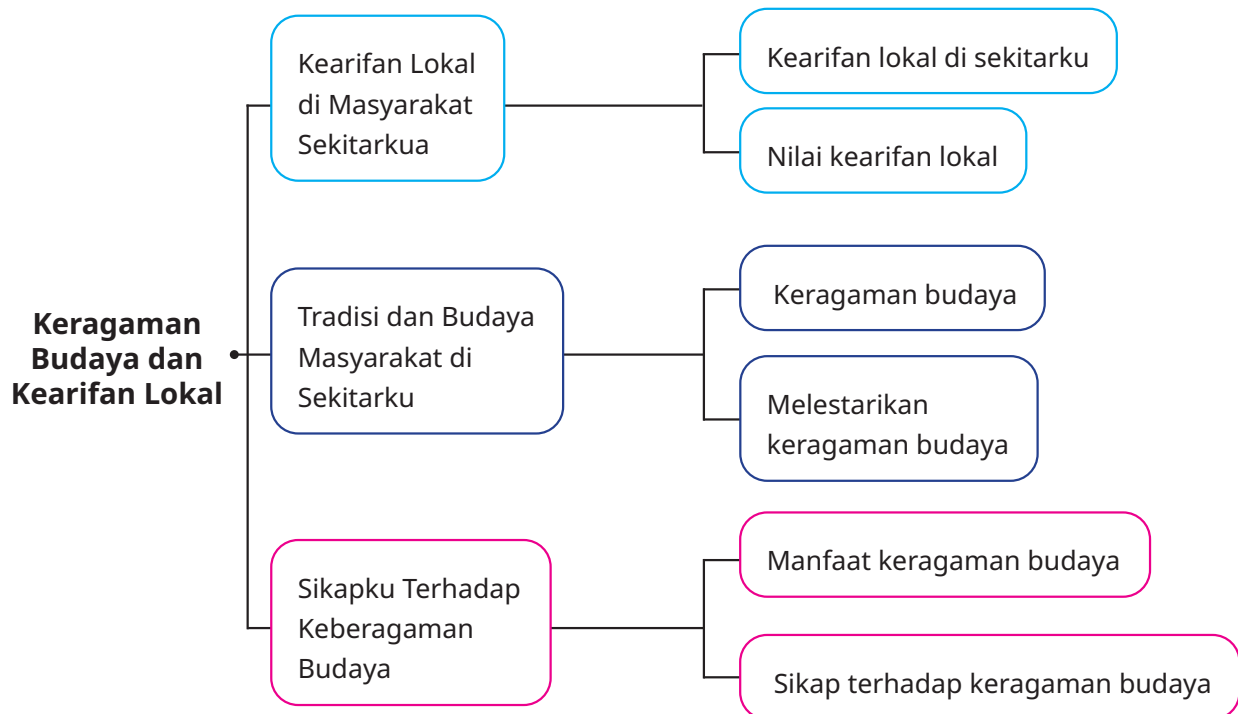 Keragaman
Budaya dan
Kearifan Lokal
Kearifan Lokal
di Masyarakat
Sekitarkua
Kearifan lokal di sekitarku
Nilai kearifan lokal
Tradisi dan Budaya
Masyarakat di
Sekitarku
Keragaman budaya
Melestarikan
keragaman budaya
Sikapku Terhadap
Keberagaman
Budaya
Manfaat keragaman budaya
Sikap terhadap keragaman budaya